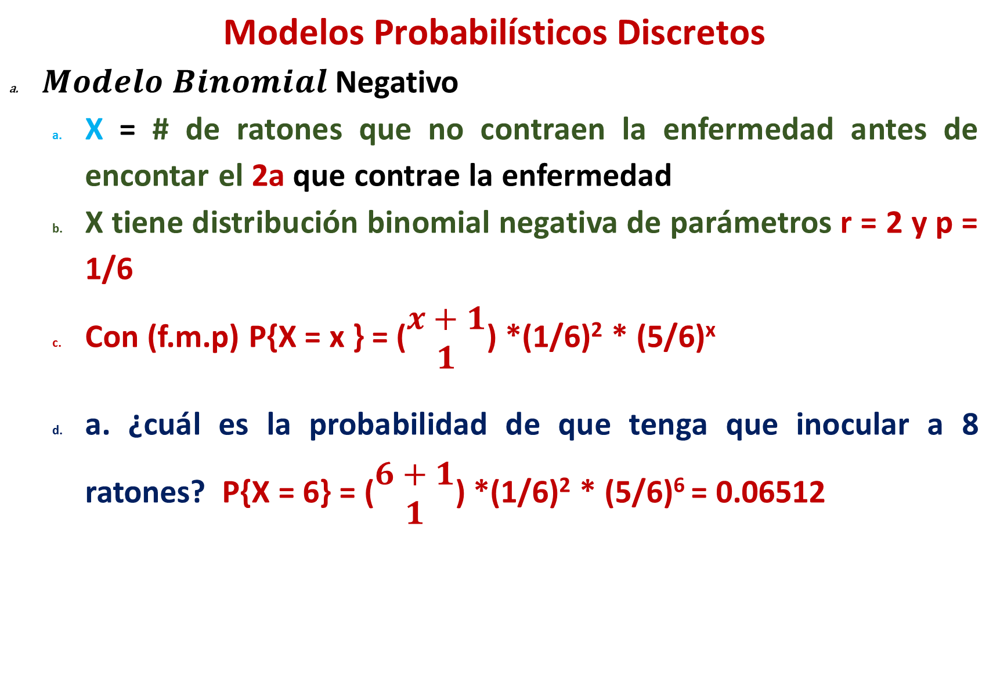 Modelos Probabilísticos Discretos
a. Modelo Binomial Negativo
a. X = # de ratones que no contraen la enfermedad antes de
encontar el 2a que contrae la enfermedad
b. X tiene distribución binomial negativa de parámetros r = 2 y p =
1/6
c. Con (f.m.p) P{X = x } = (x + 1 1) *(1/6)² * (5/6)ˣ
d. a. ¿cuál es la probabilidad de que tenga que inocular a 8
ratones? P{X = 6} = (6 + 1 1) *(1/6)² * (5/6)⁶ = 0.06512